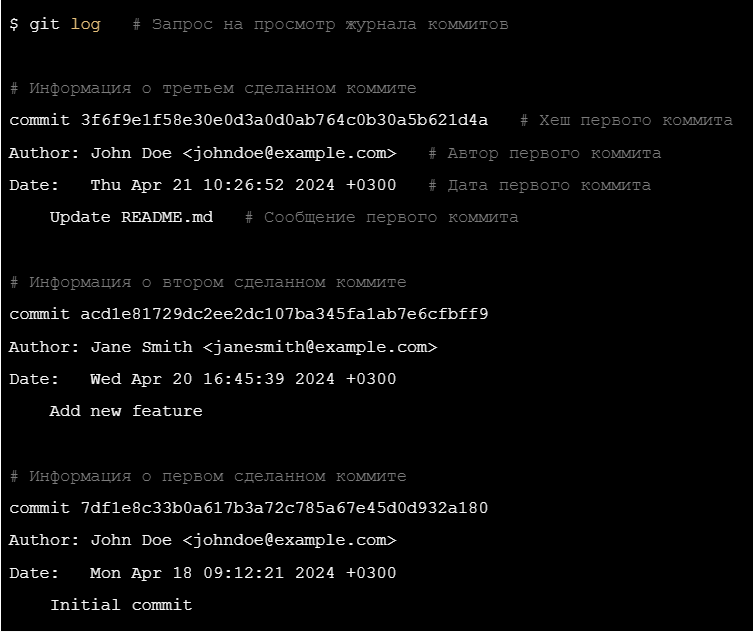 $ git log # Запрос на просмотр журнала коммитов
# Информация о третьем сделанном коммите
commit 3f6f9e1f58e30e0d3a0d0ab764c0b30a5b621d4a # Хеш первого коммита
Author: John Doe <johndoe@example.com> # Автор первого коммита
Date: Thu Apr 21 10:26:52 2024 +0300 # Дата первого коммита
Update README.md # Сообщение первого коммита
# Информация о втором сделанном коммите
commit acd1e81729dc2ee2dc107ba345fa1ab7e6cfbff9
Author: Jane Smith <janesmith@example.com>
Date: Wed Apr 20 16:45:39 2024 +0300
Add new feature
# Информация о первом сделанном коммите
commit 7df1e8c33b0a617b3a72c785a67e45d0d932a180
Author: John Doe <johndoe@example.com>
Date: Mon Apr 18 09:12:21 2024 +0300
Initial commit